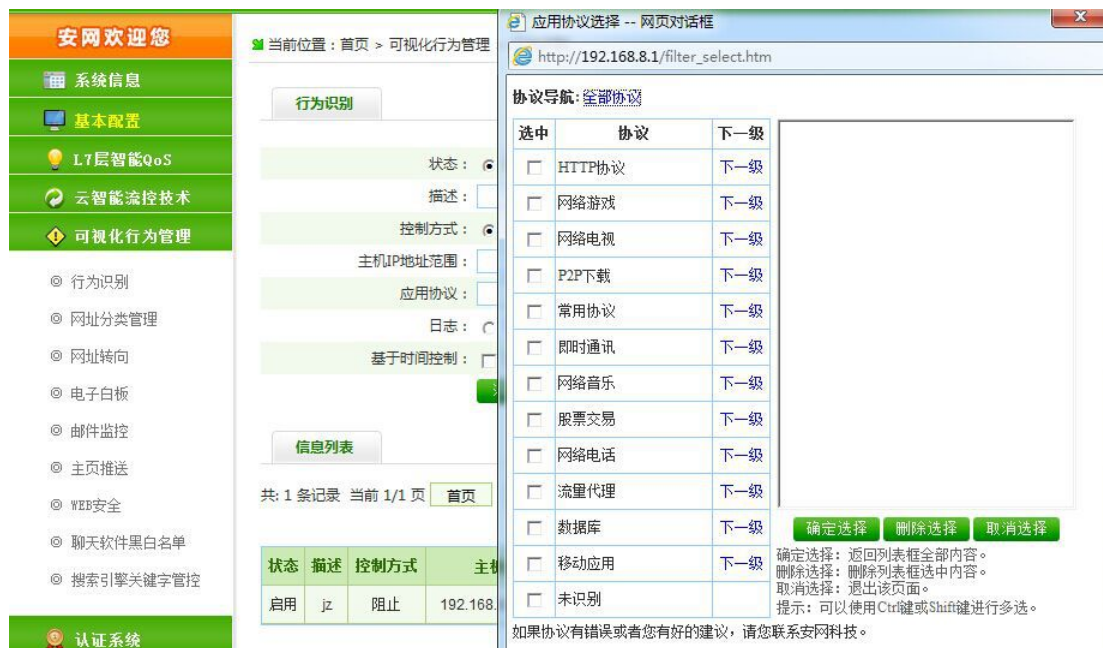 安网欢迎您
系统信息
基本配置
L7层智能QoS
云智能流控技术
可视化行为管理
行为识别
网址分类管理
网址转向
电子白板
邮件监控
主页推送
WEB安全
聊天软件黑白名单
搜索引擎关键字管控
认证系统
当前位置：首页 > 可视化行为管理
行为识别
状态：
描述：
控制方式：
主机IP地址范围：
应用协议：
日志：
基于时间控制：
信息列表
共: 1 条记录 当前 1/1 页 首页
状态 描述 控制方式 主
启用 jz 阻止 192.168.
应用协议选择 -- 网页对话框
X
http://192.168.8.1/filter_select.htm
协议导航: 全部协议
选中 协议 下一级
HTTP协议 下一级
网络游戏 下一级
网络电视 下一级
P2P下载 下一级
常用协议 下一级
即时通讯 下一级
网络音乐 下一级
股票交易 下一级
网络电话 下一级
流量代理 下一级
数据库 下一级
移动应用 下一级
未识别
确定选择 删除选择 取消选择
确定选择：返回列表框全部内容。
删除选择：删除列表框选中内容。
取消选择：退出该页面。
提示：可以使用Ctrl键或Shift键进行多选。
如果协议有错误或者您有好的建议，请您联系安网科技。